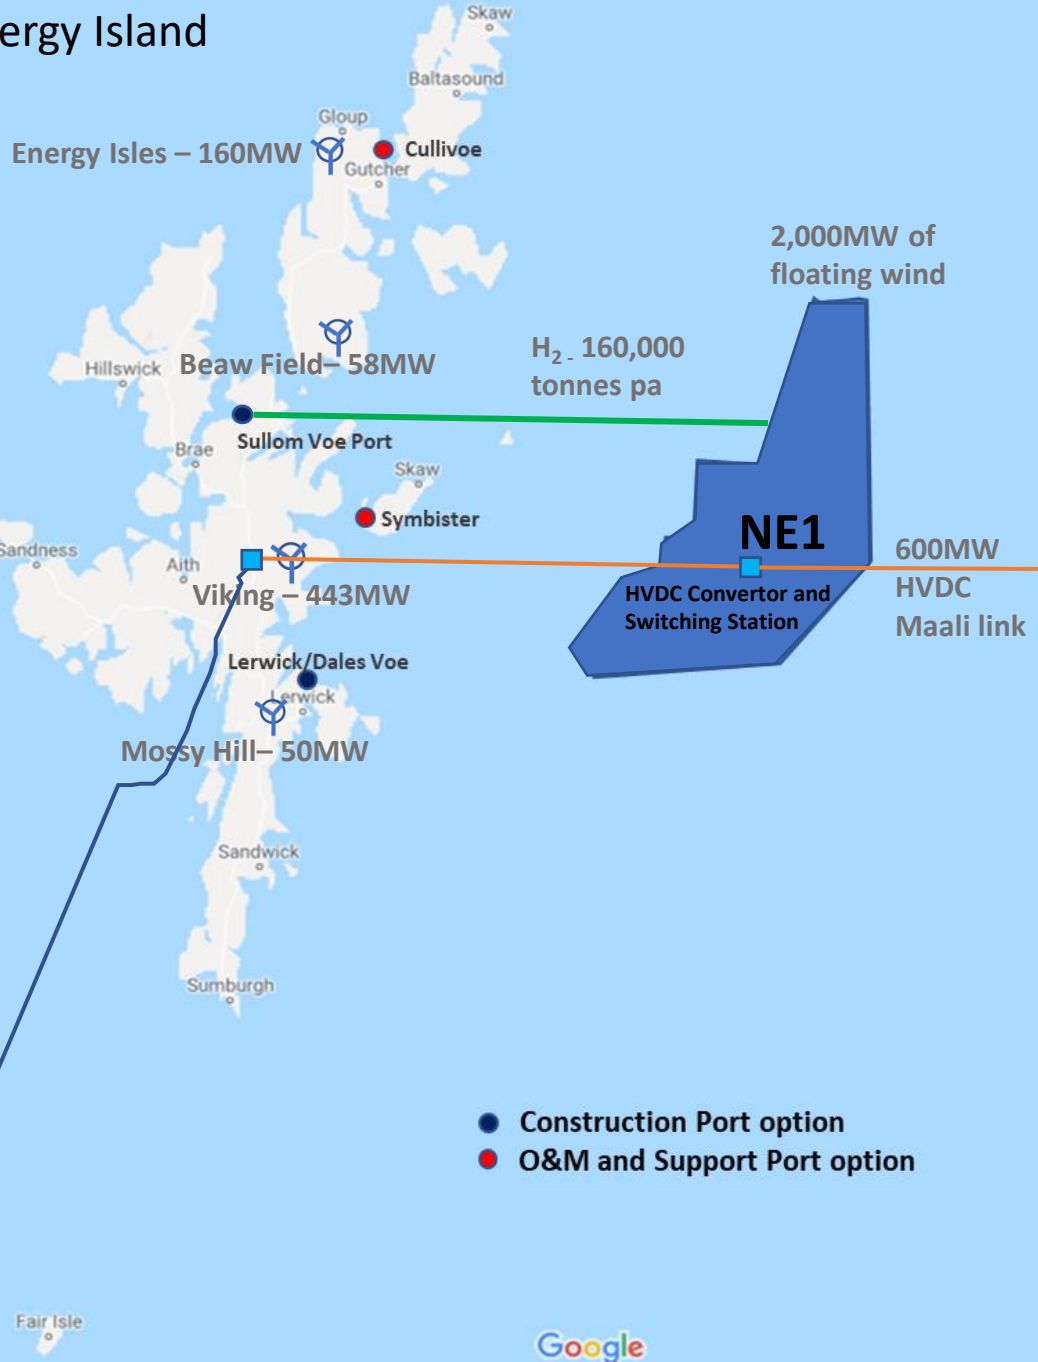 ergy Island
Skaw
Baltasound
Gloup
Energy Isles – 160MW
Cullivoe
Gutcher
2,000MW of
floating wind
H2 - 160,000
tonnes pa
Hillswick
Beaw Field– 58MW
Sullom Voe Port
Brae
Skaw
Symbister
NE1
Sandness
Aith
600MW
HVDC
Maali link
Viking – 443MW
HVDC Convertor and
Switching Station
Lerwick/Dales Voe
Lerwick
Mossy Hill– 50MW
Sandwick
Sumburgh
Construction Port option
O&M and Support Port option
Fair Isle
Google